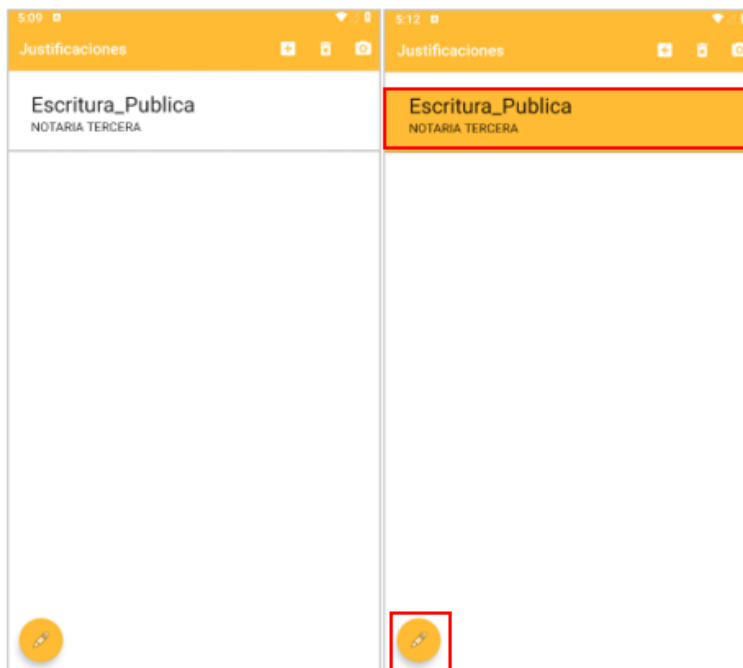 5:09
Justificaciones
Escritura_Publica
NOTARIA TERCERA
5:12
Justificaciones
Escritura_Publica
NOTARIA TERCERA